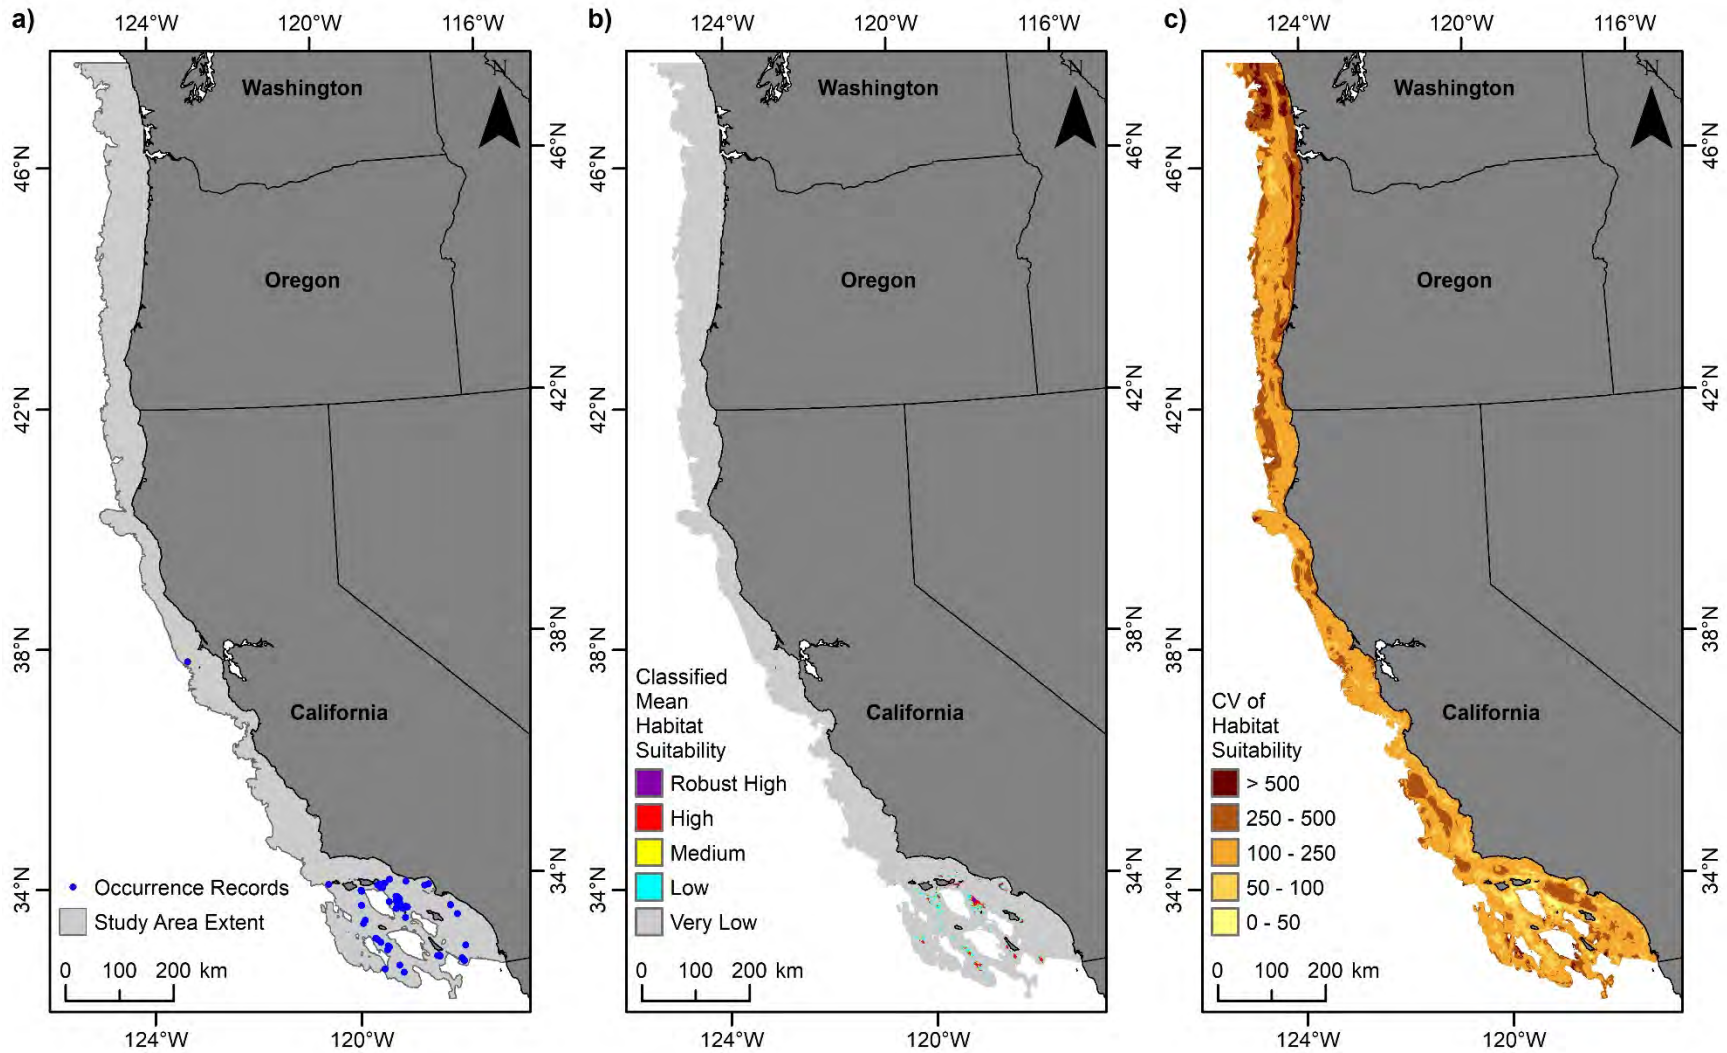 a)
124°W 120°W 116°W
N
Washington
46°N
46°N
Oregon
42°N
42°N
38°N
38°N
California
34°N
34°N
Occurrence Records
Study Area Extent
0 100 200 km
124°W 120°W
b)
124°W 120°W 116°W
N
Washington
46°N
46°N
Oregon
42°N
42°N
38°N
38°N
Classified
Mean
Habitat
Suitability
California
Robust High
High
Medium
Low
Very Low
34°N
34°N
0 100 200 km
124°W 120°W
c)
124°W 120°W 116°W
N
Washington
46°N
46°N
Oregon
42°N
42°N
38°N
38°N
CV of
Habitat
Suitability
California
> 500
250 - 500
100 - 250
50 - 100
0 - 50
34°N
34°N
0 100 200 km
124°W 120°W